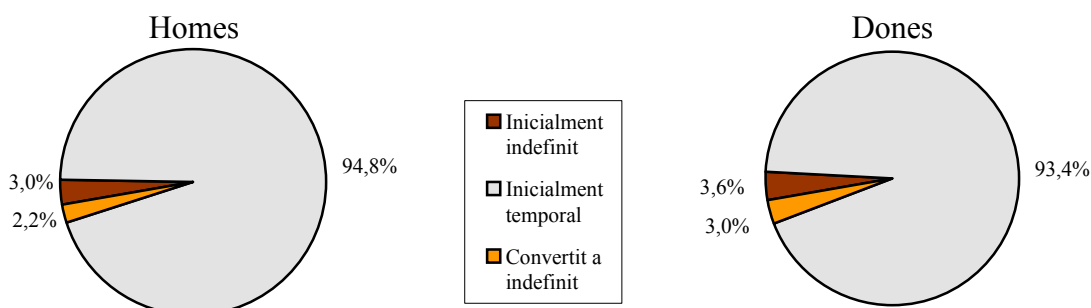 Homes
94,8%
3,0%
2,2%
Inicialment
indefinit
Inicialment
temporal
Convertit a
indefinit
Dones
93,4%
3,6%
3,0%